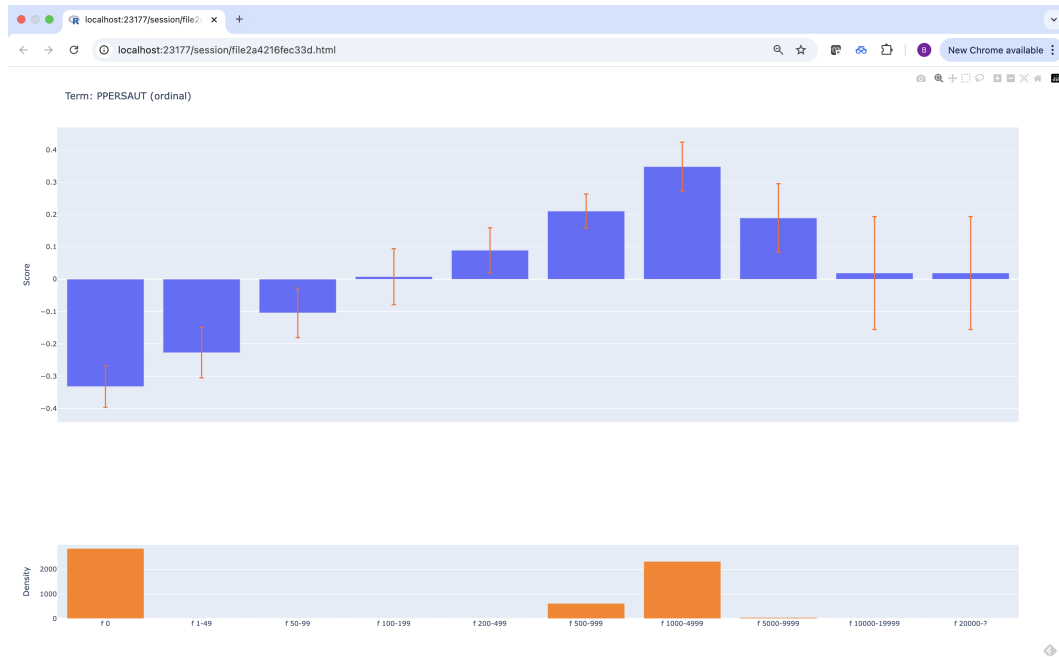 localhost:23177/session/file2
localhost:23177/session/file2a4216fec33d.html
B
New Chrome available
Term: PPERSAUT (ordinal)
0.4
0.3
0.2
0.1
0
−0.1
−0.2
−0.3
−0.4
Score
2000
1000
0
Density
f 0
f 1-49
f 50-99
f 100-199
f 200-499
f 500-999
f 1000-4999
f 5000-9999
f 10000-19999
f 20000-?